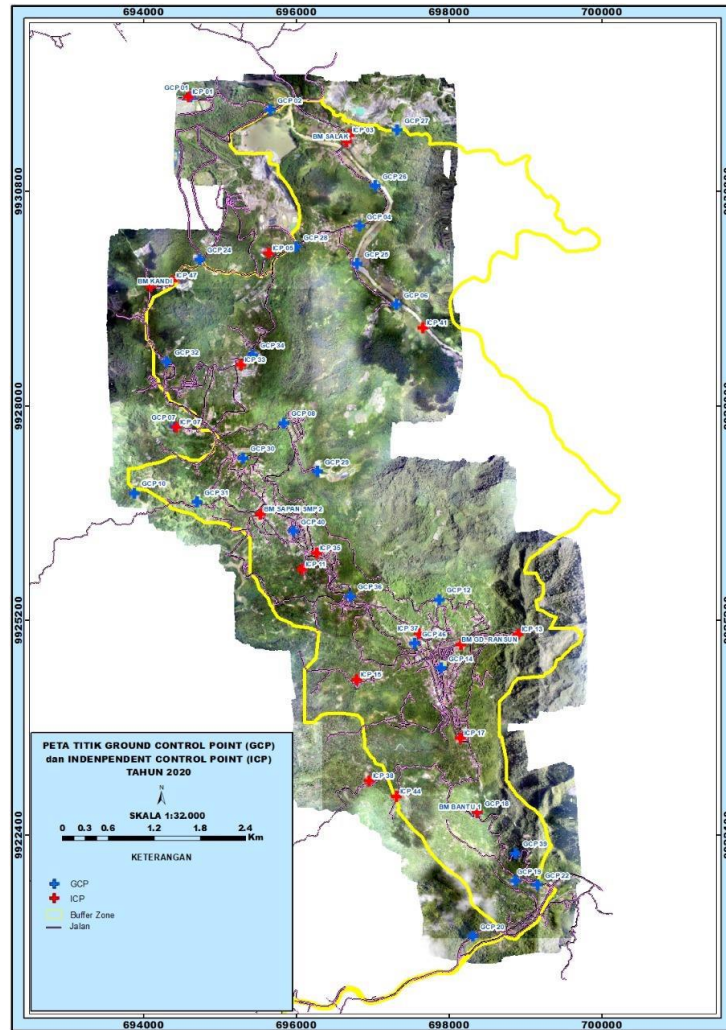 694000 696000 698000 700000
GCP 01 ICP 01
GCP 02
GCP 27
ICP 03
BM SALAK
GCP 26
9930800
GCP 04
GCP 28
ICP 05
GCP 24
GCP 25
ICP 47
BM KANDI
GCP 06
ICP 41
GCP 34
GCP 32
ICP 33
9928000
GCP 08
GCP 07 ICP 07
GCP 30
GCP 29
GCP 10
GCP 31
BM SAPAN SMP 2
GCP 40
ICP 35
ICP 11
9925200
GCP 36
GCP 12
ICP 37
GCP 46
ICP 13
BM GD. RANSUN
GCP 14
ICP 15
ICP 17
ICP 38
ICP 44
BM BANTU 1
GCP 18
9922400
GCP 39
GCP 19
GCP 22
GCP 20
PETA TITIK GROUND CONTROL POINT (GCP)
dan INDENPENDENT CONTROL POINT (ICP)
TAHUN 2020
N
SKALA 1:32.000
0 0.3 0.6 1.2 1.8 2.4
Km
KETERANGAN
GCP
ICP
Buffer Zone
Jalan
694000 696000 698000 700000